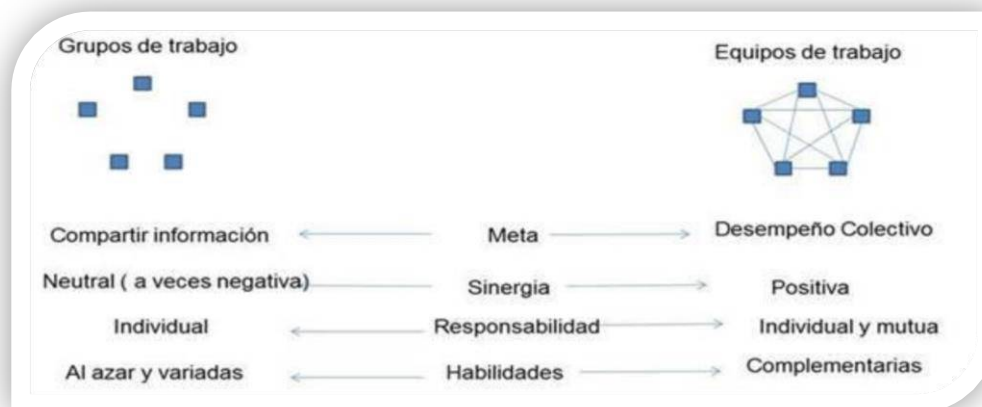 Grupos de trabajo
Equipos de trabajo
Compartir información Meta Desempeño Colectivo
Neutral ( a veces negativa) Sinergia Positiva
Individual Responsabilidad Individual y mutua
Al azar y variadas Habilidades Complementarias